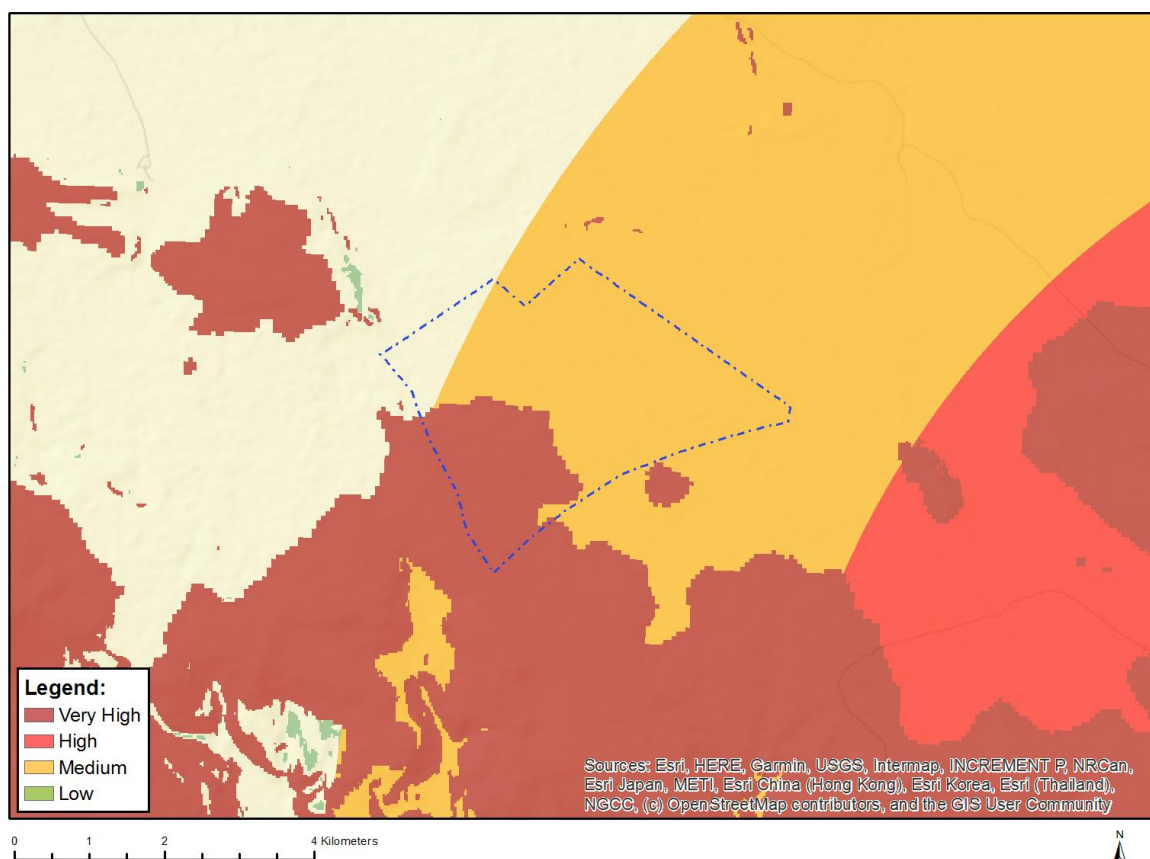 Legend:
Very High
High
Medium
Low
Sources: Esri, HERE, Garmin, USGS, Intermap, INCREMENT P, NRCan,
Esri Japan, METI, Esri China (Hong Kong), Esri Korea, Esri (Thailand),
NGCC, (c) OpenStreetMap contributors, and the GIS User Community
0 1 2 4 Kilometers
N